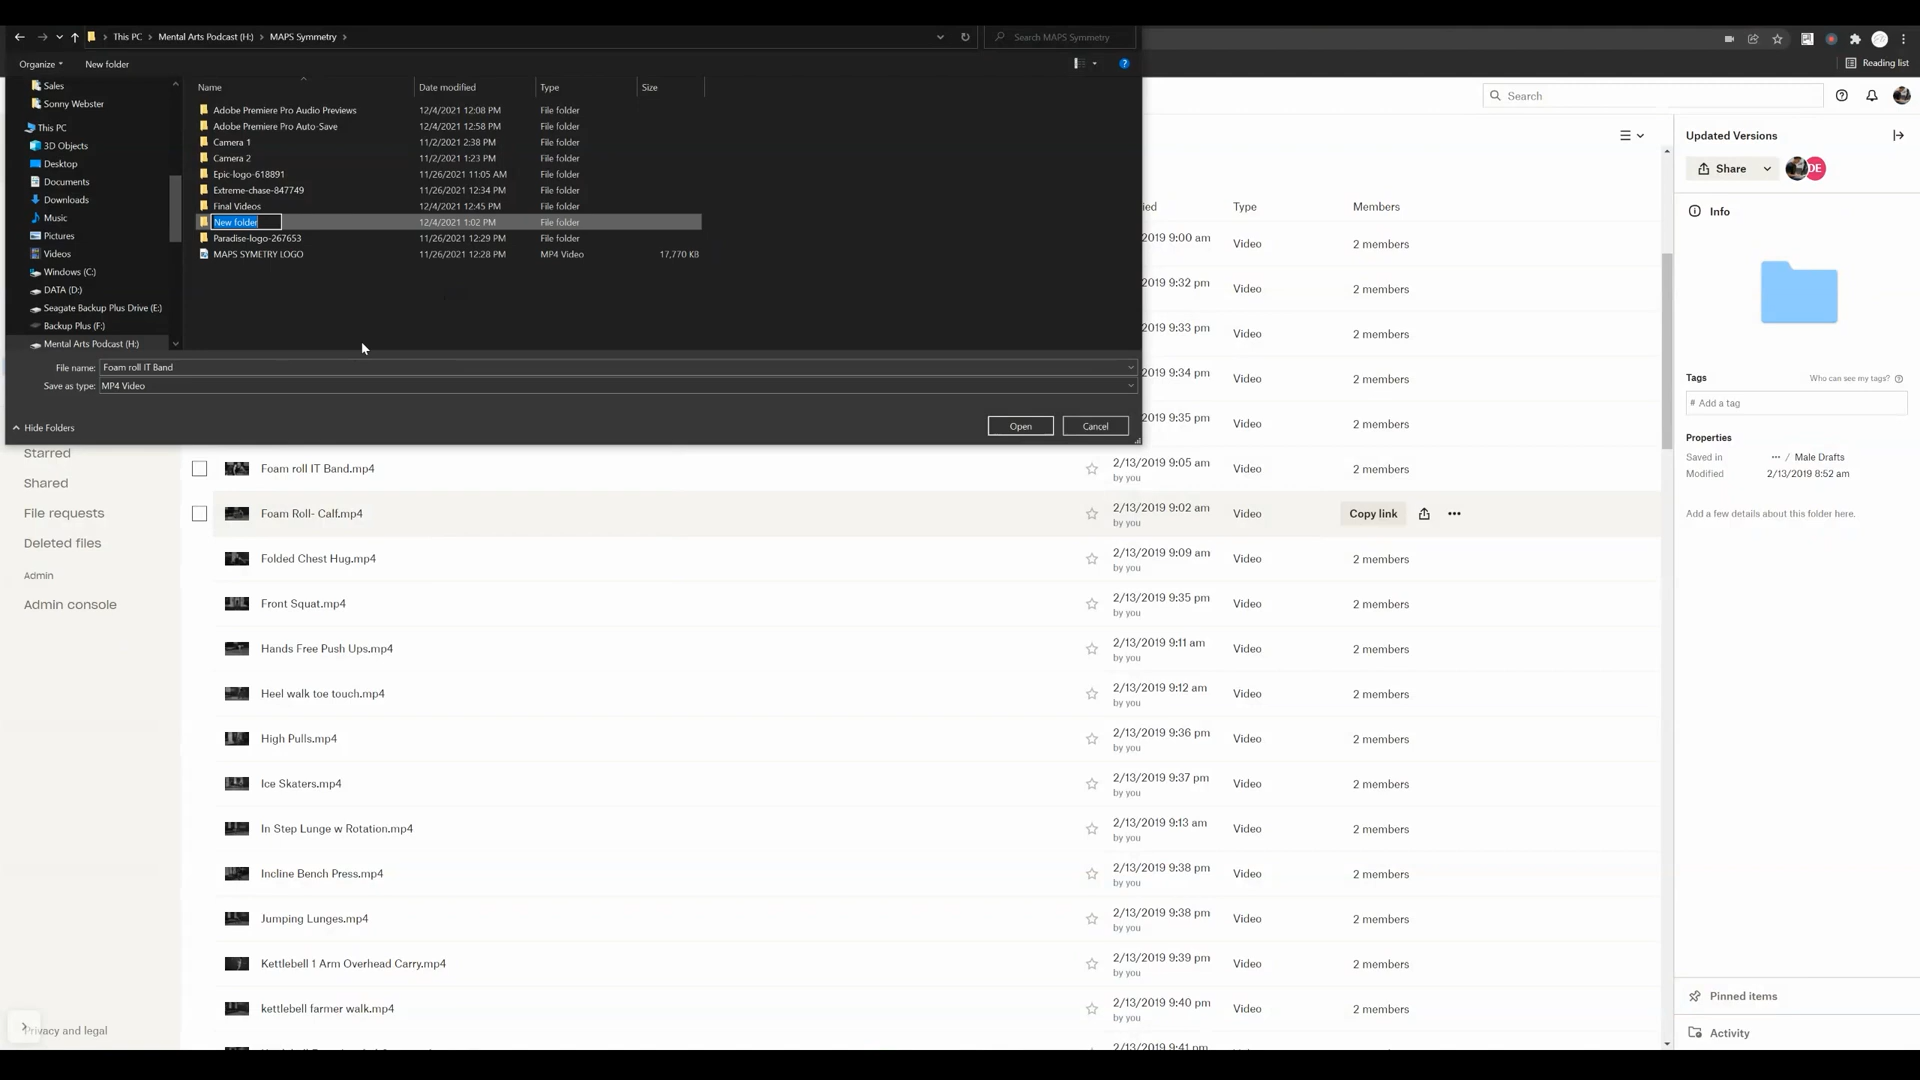 This PC > Mental Arts Podcast (H:) > MAPS Symmetry >
Search MAPS Symmetry
Organize
New folder
Reading list
Sales
Sonny Webster
This PC
3D Objects
Desktop
Documents
Downloads
Music
Pictures
Videos
Windows (C:)
DATA (D:)
Seagate Backup Plus Drive (E:)
Backup Plus (F:)
Mental Arts Podcast (H:)
Name Date modified Type Size
Adobe Premiere Pro Audio Previews 12/4/2021 12:08 PM File folder
Adobe Premiere Pro Auto-Save 12/4/2021 12:58 PM File folder
Camera 1 11/2/2021 2:38 PM File folder
Camera 2 11/2/2021 1:23 PM File folder
Epic-logo-618891 11/26/2021 11:05 AM File folder
Extreme-chase-847749 11/26/2021 12:34 PM File folder
Final Videos 12/4/2021 12:45 PM File folder
New folder 12/4/2021 1:02 PM File folder
Paradise-logo-267653 11/26/2021 12:29 PM File folder
MAPS SYMETRY LOGO 11/26/2021 12:28 PM MP4 Video 17,770 KB
File name: Foam roll IT Band
Save as type: MP4 Video
Hide Folders
Open
Cancel
Search
Type Members
2019 9:00 am Video 2 members
2019 9:32 pm Video 2 members
2019 9:33 pm Video 2 members
2019 9:34 pm Video 2 members
2019 9:35 pm Video 2 members
Starred
Shared
File requests
Deleted files
Admin
Admin console
Privacy and legal
Foam roll IT Band.mp4 2/13/2019 9:05 am Video 2 members
by you
Foam Roll- Calf.mp4 2/13/2019 9:02 am Video Copy link
by you
Folded Chest Hug.mp4 2/13/2019 9:09 am Video 2 members
by you
Front Squat.mp4 2/13/2019 9:35 pm Video 2 members
by you
Hands Free Push Ups.mp4 2/13/2019 9:11 am Video 2 members
by you
Heel walk toe touch.mp4 2/13/2019 9:12 am Video 2 members
by you
High Pulls.mp4 2/13/2019 9:36 pm Video 2 members
by you
Ice Skaters.mp4 2/13/2019 9:37 pm Video 2 members
by you
In Step Lunge w Rotation.mp4 2/13/2019 9:13 am Video 2 members
by you
Incline Bench Press.mp4 2/13/2019 9:38 pm Video 2 members
by you
Jumping Lunges.mp4 2/13/2019 9:38 pm Video 2 members
by you
Kettlebell 1 Arm Overhead Carry.mp4 2/13/2019 9:39 pm Video 2 members
by you
kettlebell farmer walk.mp4 2/13/2019 9:40 pm Video 2 members
by you
2/13/2019 9:41 pm
Updated Versions
Share
DE
Info
Tags Who can see my tags?
# Add a tag
Properties
Saved in ··· / Male Drafts
Modified 2/13/2019 8:52 am
Add a few details about this folder here.
Pinned items
Activity